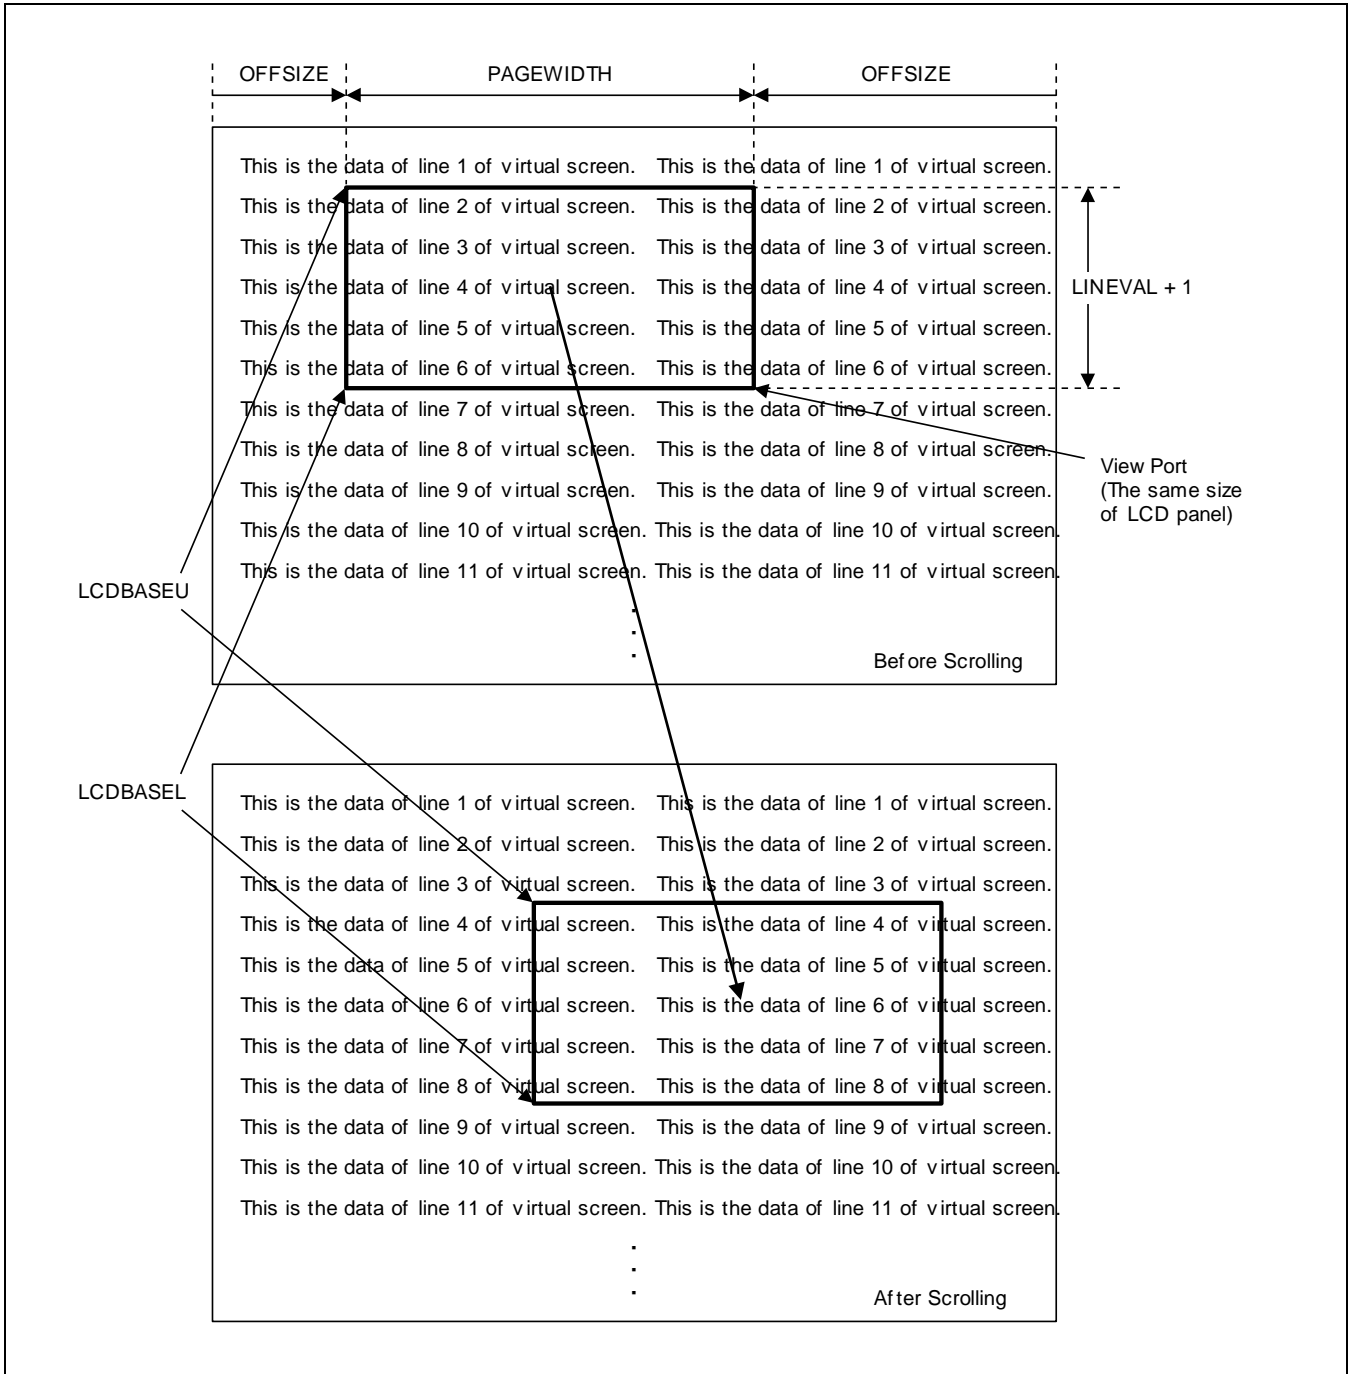 OFFSIZE PAGEWIDTH OFFSIZE
This is the data of line 1 of virtual screen. This is the data of line 1 of virtual screen.
This is the data of line 2 of virtual screen. This is the data of line 2 of virtual screen.
This is the data of line 3 of virtual screen. This is the data of line 3 of virtual screen.
This is the data of line 4 of virtual screen. This is the data of line 4 of virtual screen.
LINEVAL + 1
This is the data of line 5 of virtual screen. This is the data of line 5 of virtual screen.
This is the data of line 6 of virtual screen. This is the data of line 6 of virtual screen.
This is the data of line 7 of virtual screen. This is the data of line 7 of virtual screen.
This is the data of line 8 of virtual screen. This is the data of line 8 of virtual screen.
View Port
(The same size
of LCD panel)
This is the data of line 9 of virtual screen. This is the data of line 9 of virtual screen.
This is the data of line 10 of virtual screen. This is the data of line 10 of virtual screen.
This is the data of line 11 of virtual screen. This is the data of line 11 of virtual screen.
LCDBASEU
Before Scrolling
LCDBASEL
This is the data of line 1 of virtual screen. This is the data of line 1 of virtual screen.
This is the data of line 2 of virtual screen. This is the data of line 2 of virtual screen.
This is the data of line 3 of virtual screen. This is the data of line 3 of virtual screen.
This is the data of line 4 of virtual screen. This is the data of line 4 of virtual screen.
This is the data of line 5 of virtual screen. This is the data of line 5 of virtual screen.
This is the data of line 6 of virtual screen. This is the data of line 6 of virtual screen.
This is the data of line 7 of virtual screen. This is the data of line 7 of virtual screen.
This is the data of line 8 of virtual screen. This is the data of line 8 of virtual screen.
This is the data of line 9 of virtual screen. This is the data of line 9 of virtual screen.
This is the data of line 10 of virtual screen. This is the data of line 10 of virtual screen.
This is the data of line 11 of virtual screen. This is the data of line 11 of virtual screen.
After Scrolling